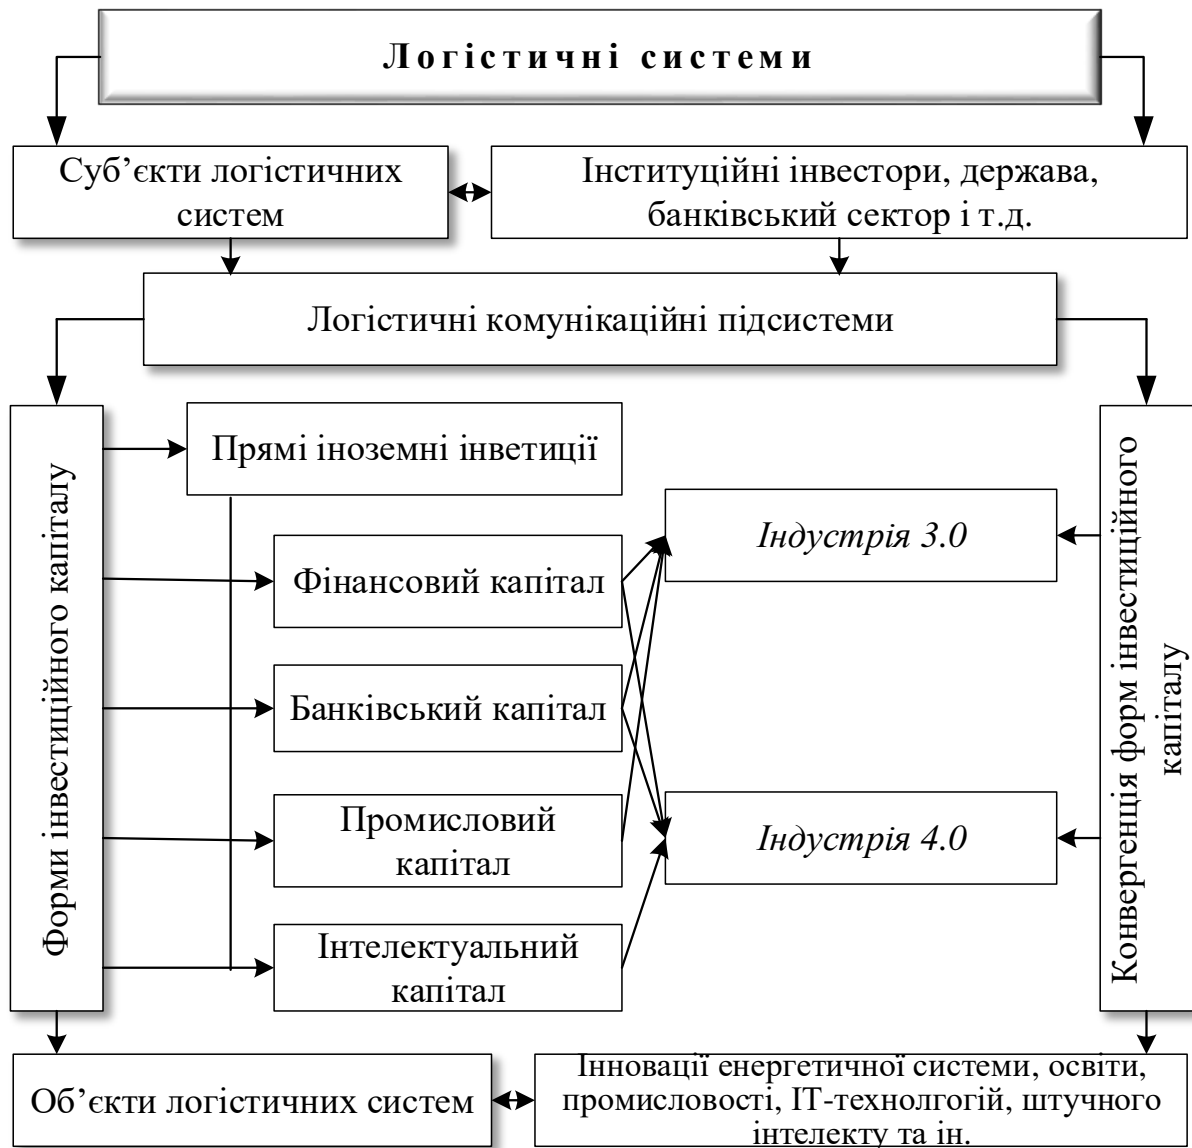 Логістичні системи
Суб’єкти логістичних
систем
Інституційні інвестори, держава,
банківський сектор і т.д.
Логістичні комунікаційні підсистеми
Форми інвестиційного капіталу
Прямі іноземні інветиції
Фінансовий капітал
Банківський капітал
Промисловий
капітал
Інтелектуальний
капітал
Індустрія 3.0
Індустрія 4.0
Конвергенція форм інвестиційного
капіталу
Об’єкти логістичних систем
Інновації енергетичної системи, освіти,
промисловості, ІТ-технолгогій, штучного
інтелекту та ін.